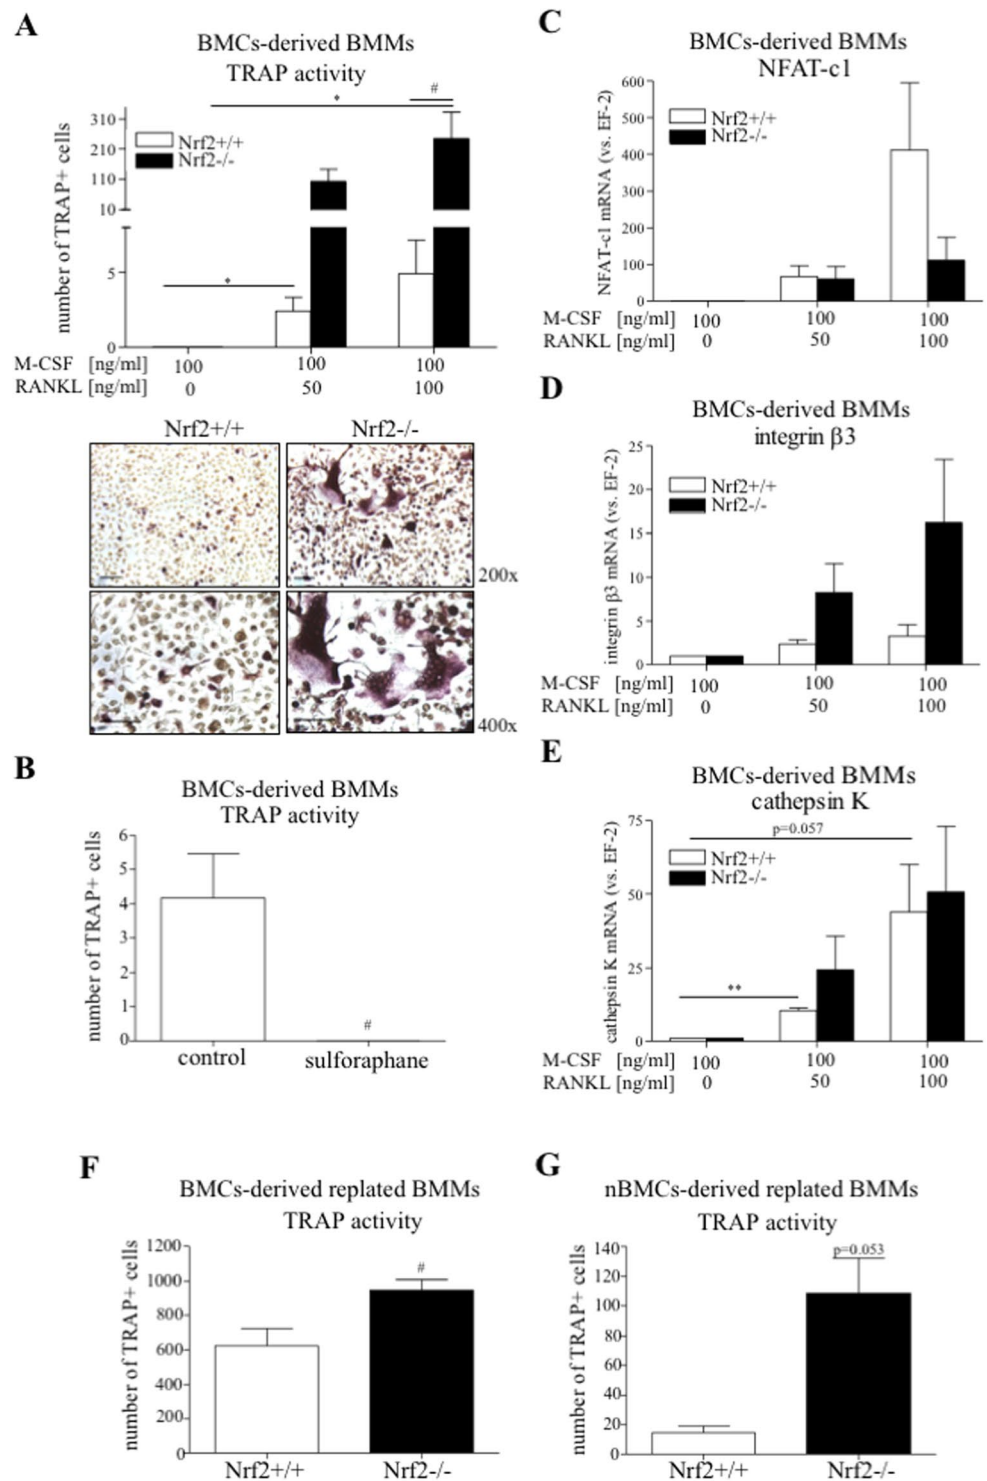 A
BMCs-derived BMMs
TRAP activity
number of TRAP+ cells
310
210
110
10
5
0
Nrf2+/+
Nrf2-/-
*
#
*
M-CSF [ng/ml] 100 100 100
RANKL [ng/ml] 0 50 100
Nrf2+/+ Nrf2-/-
200x
400x
B
BMCs-derived BMMs
TRAP activity
number of TRAP+ cells
6
5
4
3
2
1
0
#
control sulforaphane
C
BMCs-derived BMMs
NFAT-c1
NFAT-c1 mRNA (vs. EF-2)
600
500
400
300
200
100
0
Nrf2+/+
Nrf2-/-
M-CSF [ng/ml] 100 100 100
RANKL [ng/ml] 0 50 100
D
BMCs-derived BMMs
integrin β3
integrin β3 mRNA (vs. EF-2)
25
20
15
10
5
0
Nrf2+/+
Nrf2-/-
M-CSF [ng/ml] 100 100 100
RANKL [ng/ml] 0 50 100
E
BMCs-derived BMMs
cathepsin K
cathepsin K mRNA (vs. EF-2)
75
50
25
0
p=0.057
Nrf2+/+
Nrf2-/-
**
M-CSF [ng/ml] 100 100 100
RANKL [ng/ml] 0 50 100
F
BMCs-derived replated BMMs
TRAP activity
number of TRAP+ cells
1200
1000
800
600
400
200
0
#
Nrf2+/+ Nrf2-/-
G
nBMCs-derived replated BMMs
TRAP activity
number of TRAP+ cells
140
120
100
80
60
40
20
0
p=0.053
Nrf2+/+ Nrf2-/-